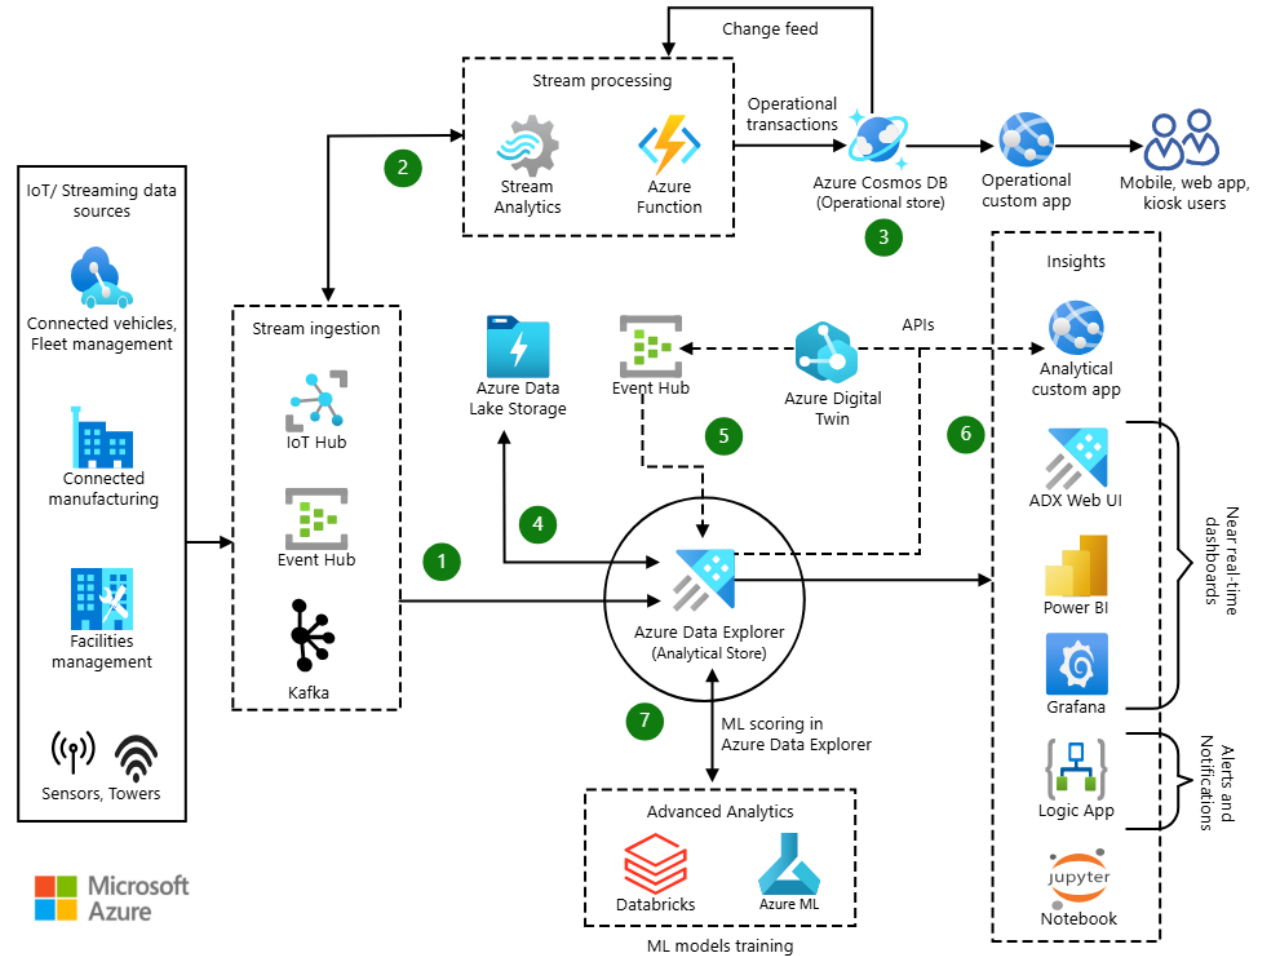 Change feed
Stream processing
Stream
Analytics
Azure
Function
Operational
transactions
Azure Cosmos DB
(Operational store)
Operational
custom app
Mobile, web app,
kiosk users
2
3
IoT/ Streaming data
sources
Connected vehicles,
Fleet management
Connected
manufacturing
Facilities
management
Sensors, Towers
Stream ingestion
IoT Hub
Event Hub
Kafka
1
Azure Data
Lake Storage
4
Event Hub
5
Azure Digital
Twin
APIs
6
Azure Data Explorer
(Analytical Store)
7
ML scoring in
Azure Data Explorer
Advanced Analytics
Databricks
Azure ML
ML models training
Insights
Analytical
custom app
ADX Web UI
Power BI
Grafana
Near real-time
dashboards
Logic App
Alerts and
Notifications
jupyter
Notebook
Microsoft
Azure